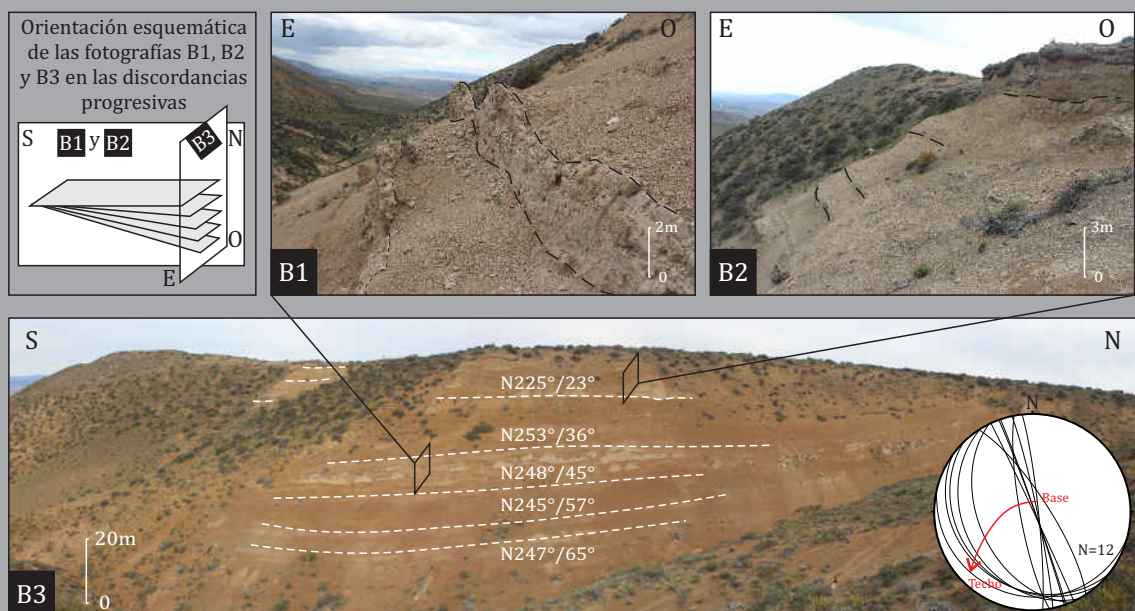 Orientación esquemática
de las fotografías B1, B2
y B3 en las discordancias
progresivas
S
B1 y B2
B3
N
O
E
E
O
2m
0
B1
E
O
3m
0
B2
S
N
N225°/23°
N253°/36°
N248°/45°
N245°/57°
N247°/65°
20m
0
B3
N
Base
N=12
Techo